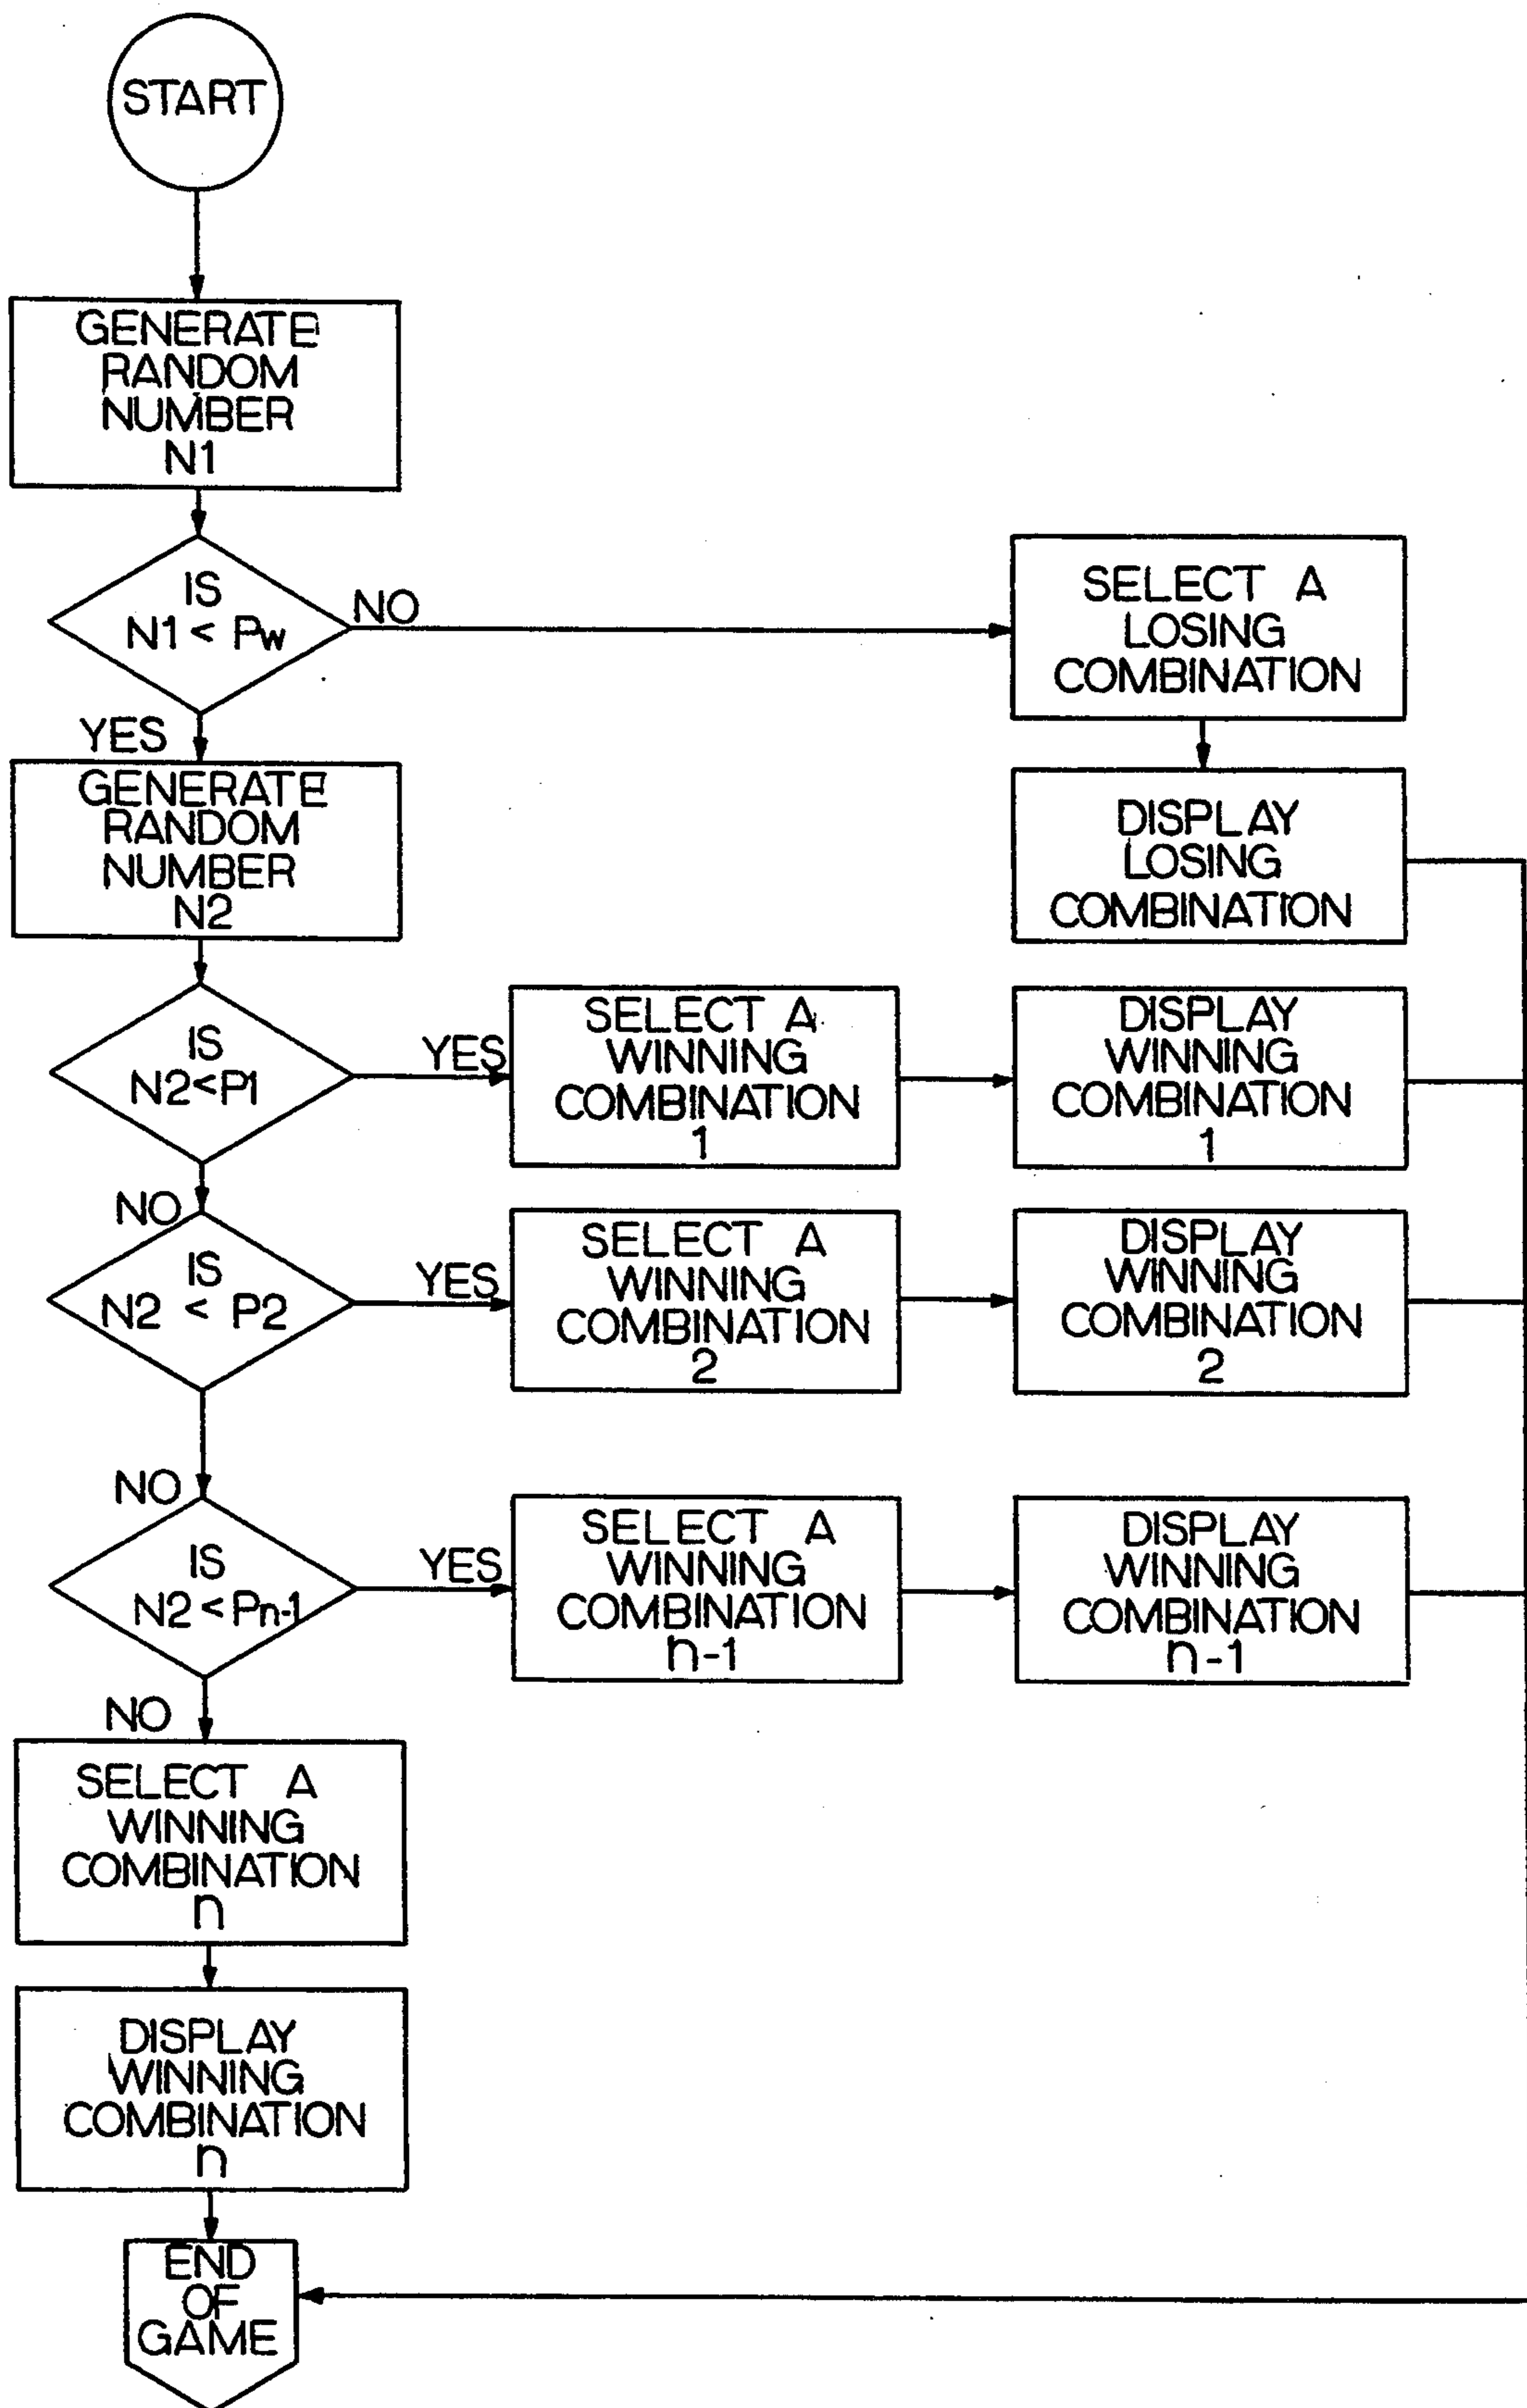 START
GENERATE
RANDOM
NUMBER
N1
IS
N1 < Pw
NO
SELECT A
LOSING
COMBINATION
YES
GENERATE
RANDOM
NUMBER
N2
DISPLAY
LOSING
COMBINATION
IS
N2<P1
YES
SELECT A
WINNING
COMBINATION
1
DISPLAY
WINNING
COMBINATION
1
NO
IS
N2 < P2
YES
SELECT A
WINNING
COMBINATION
2
DISPLAY
WINNING
COMBINATION
2
NO
IS
N2 < Pn-1
YES
SELECT A
WINNING
COMBINATION
n-1
DISPLAY
WINNING
COMBINATION
n-1
NO
SELECT A
WINNING
COMBINATION
n
DISPLAY
WINNING
COMBINATION
n
END
OF
GAME